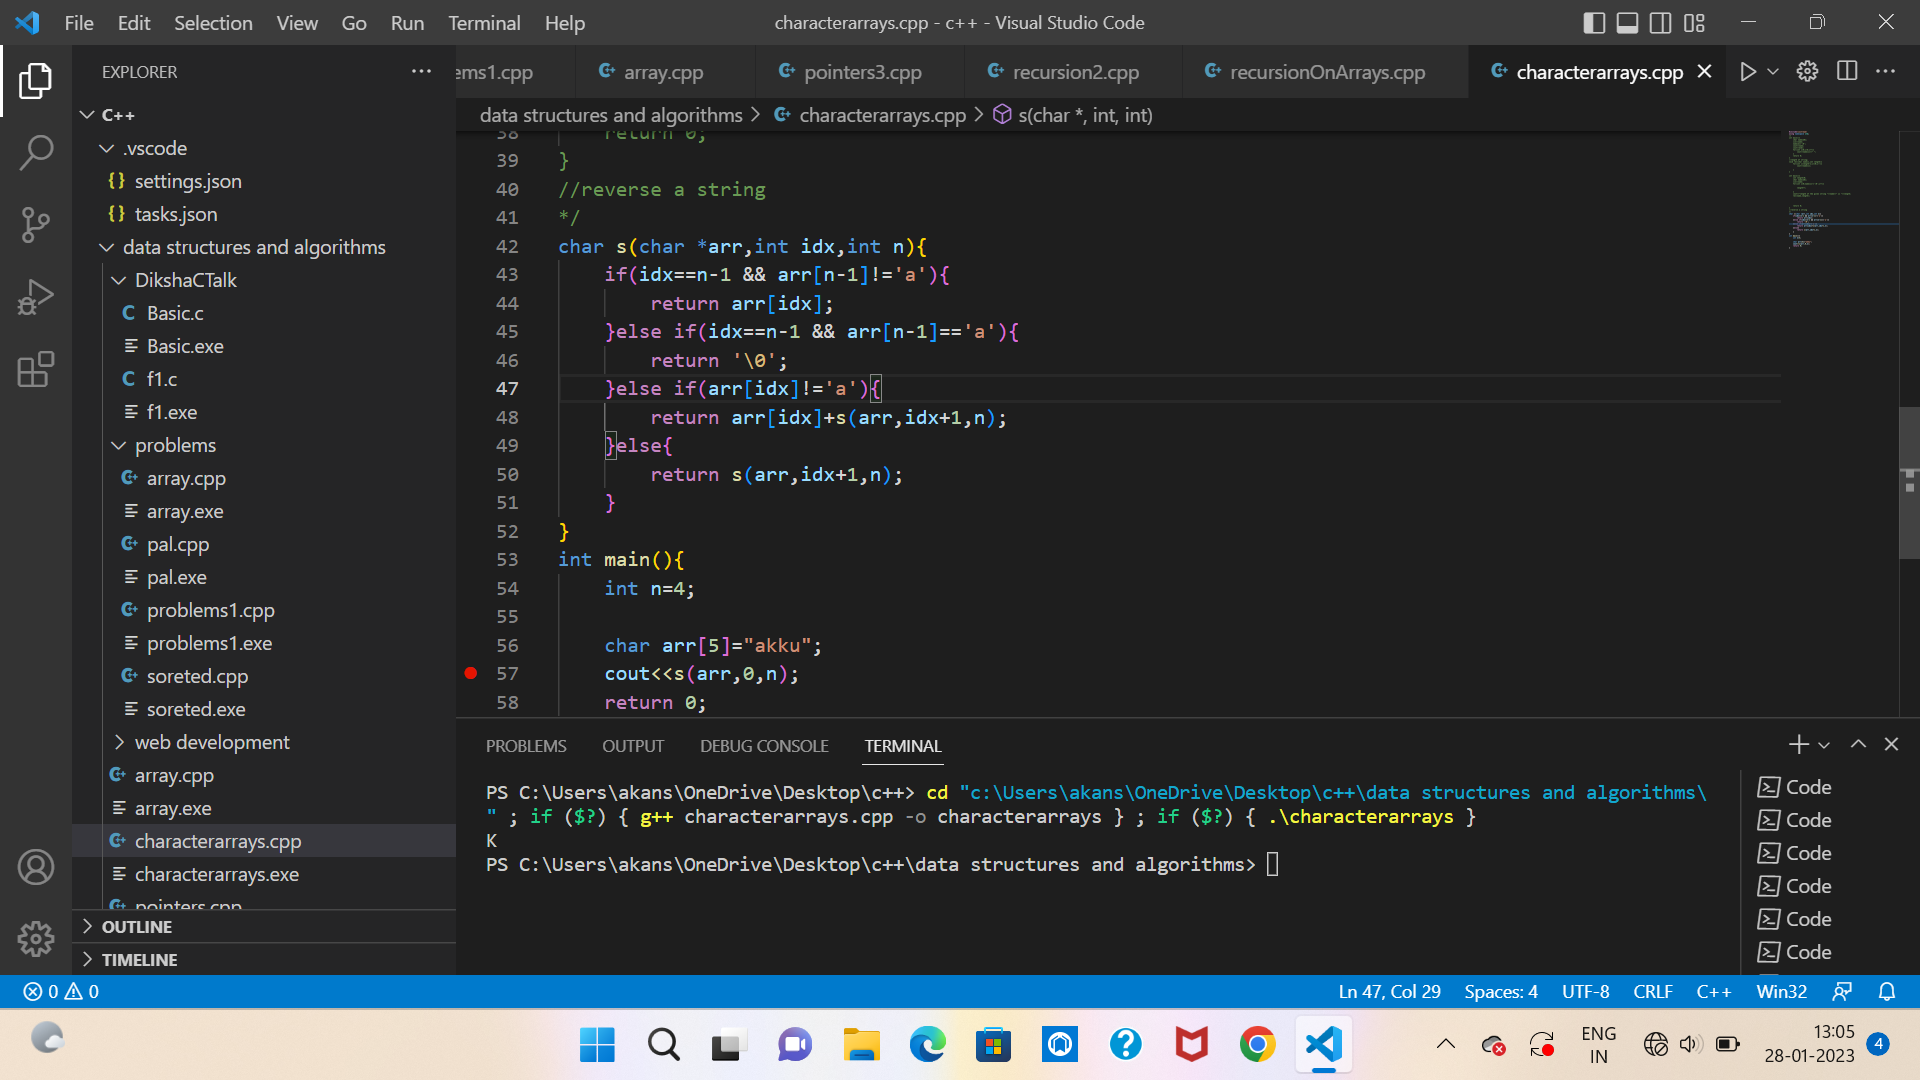 File Edit Selection View Go Run Terminal Help
characterarrays.cpp - c++ - Visual Studio Code
EXPLORER
C++
.vscode
{} settings.json
{} tasks.json
data structures and algorithms
DikshaCTalk
C Basic.c
Basic.exe
C f1.c
f1.exe
problems
array.cpp
array.exe
pal.cpp
pal.exe
problems1.cpp
problems1.exe
soreted.cpp
soreted.exe
web development
array.cpp
array.exe
characterarrays.cpp
characterarrays.exe
pointers.cpp
OUTLINE
TIMELINE
ems1.cpp array.cpp pointers3.cpp recursion2.cpp recursionOnArrays.cpp characterarrays.cpp
data structures and algorithms > characterarrays.cpp > s(char *, int, int)
38 return 0;
39 }
40 //reverse a string
41 */
42 char s(char *arr,int idx,int n){
43 if(idx==n-1 && arr[n-1]!='a'){
44 return arr[idx];
45 }else if(idx==n-1 && arr[n-1]=='a'){
46 return '\0';
47 }else if(arr[idx]!='a'){
48 return arr[idx]+s(arr,idx+1,n);
49 }else{
50 return s(arr,idx+1,n);
51 }
52 }
53 int main(){
54 int n=4;
55
56 char arr[5]="akku";
57 cout<<s(arr,0,n);
58 return 0;
PROBLEMS OUTPUT DEBUG CONSOLE TERMINAL
PS C:\Users\akans\OneDrive\Desktop\c++> cd "c:\Users\akans\OneDrive\Desktop\c++\data structures and algorithms\
" ; if ($?) { g++ characterarrays.cpp -o characterarrays } ; if ($?) { .\characterarrays }
K
PS C:\Users\akans\OneDrive\Desktop\c++\data structures and algorithms>
Code
Code
Code
Code
Code
Code
0 0
Ln 47, Col 29 Spaces: 4 UTF-8 CRLF C++ Win32
ENG
IN
13:05
28-01-2023
4